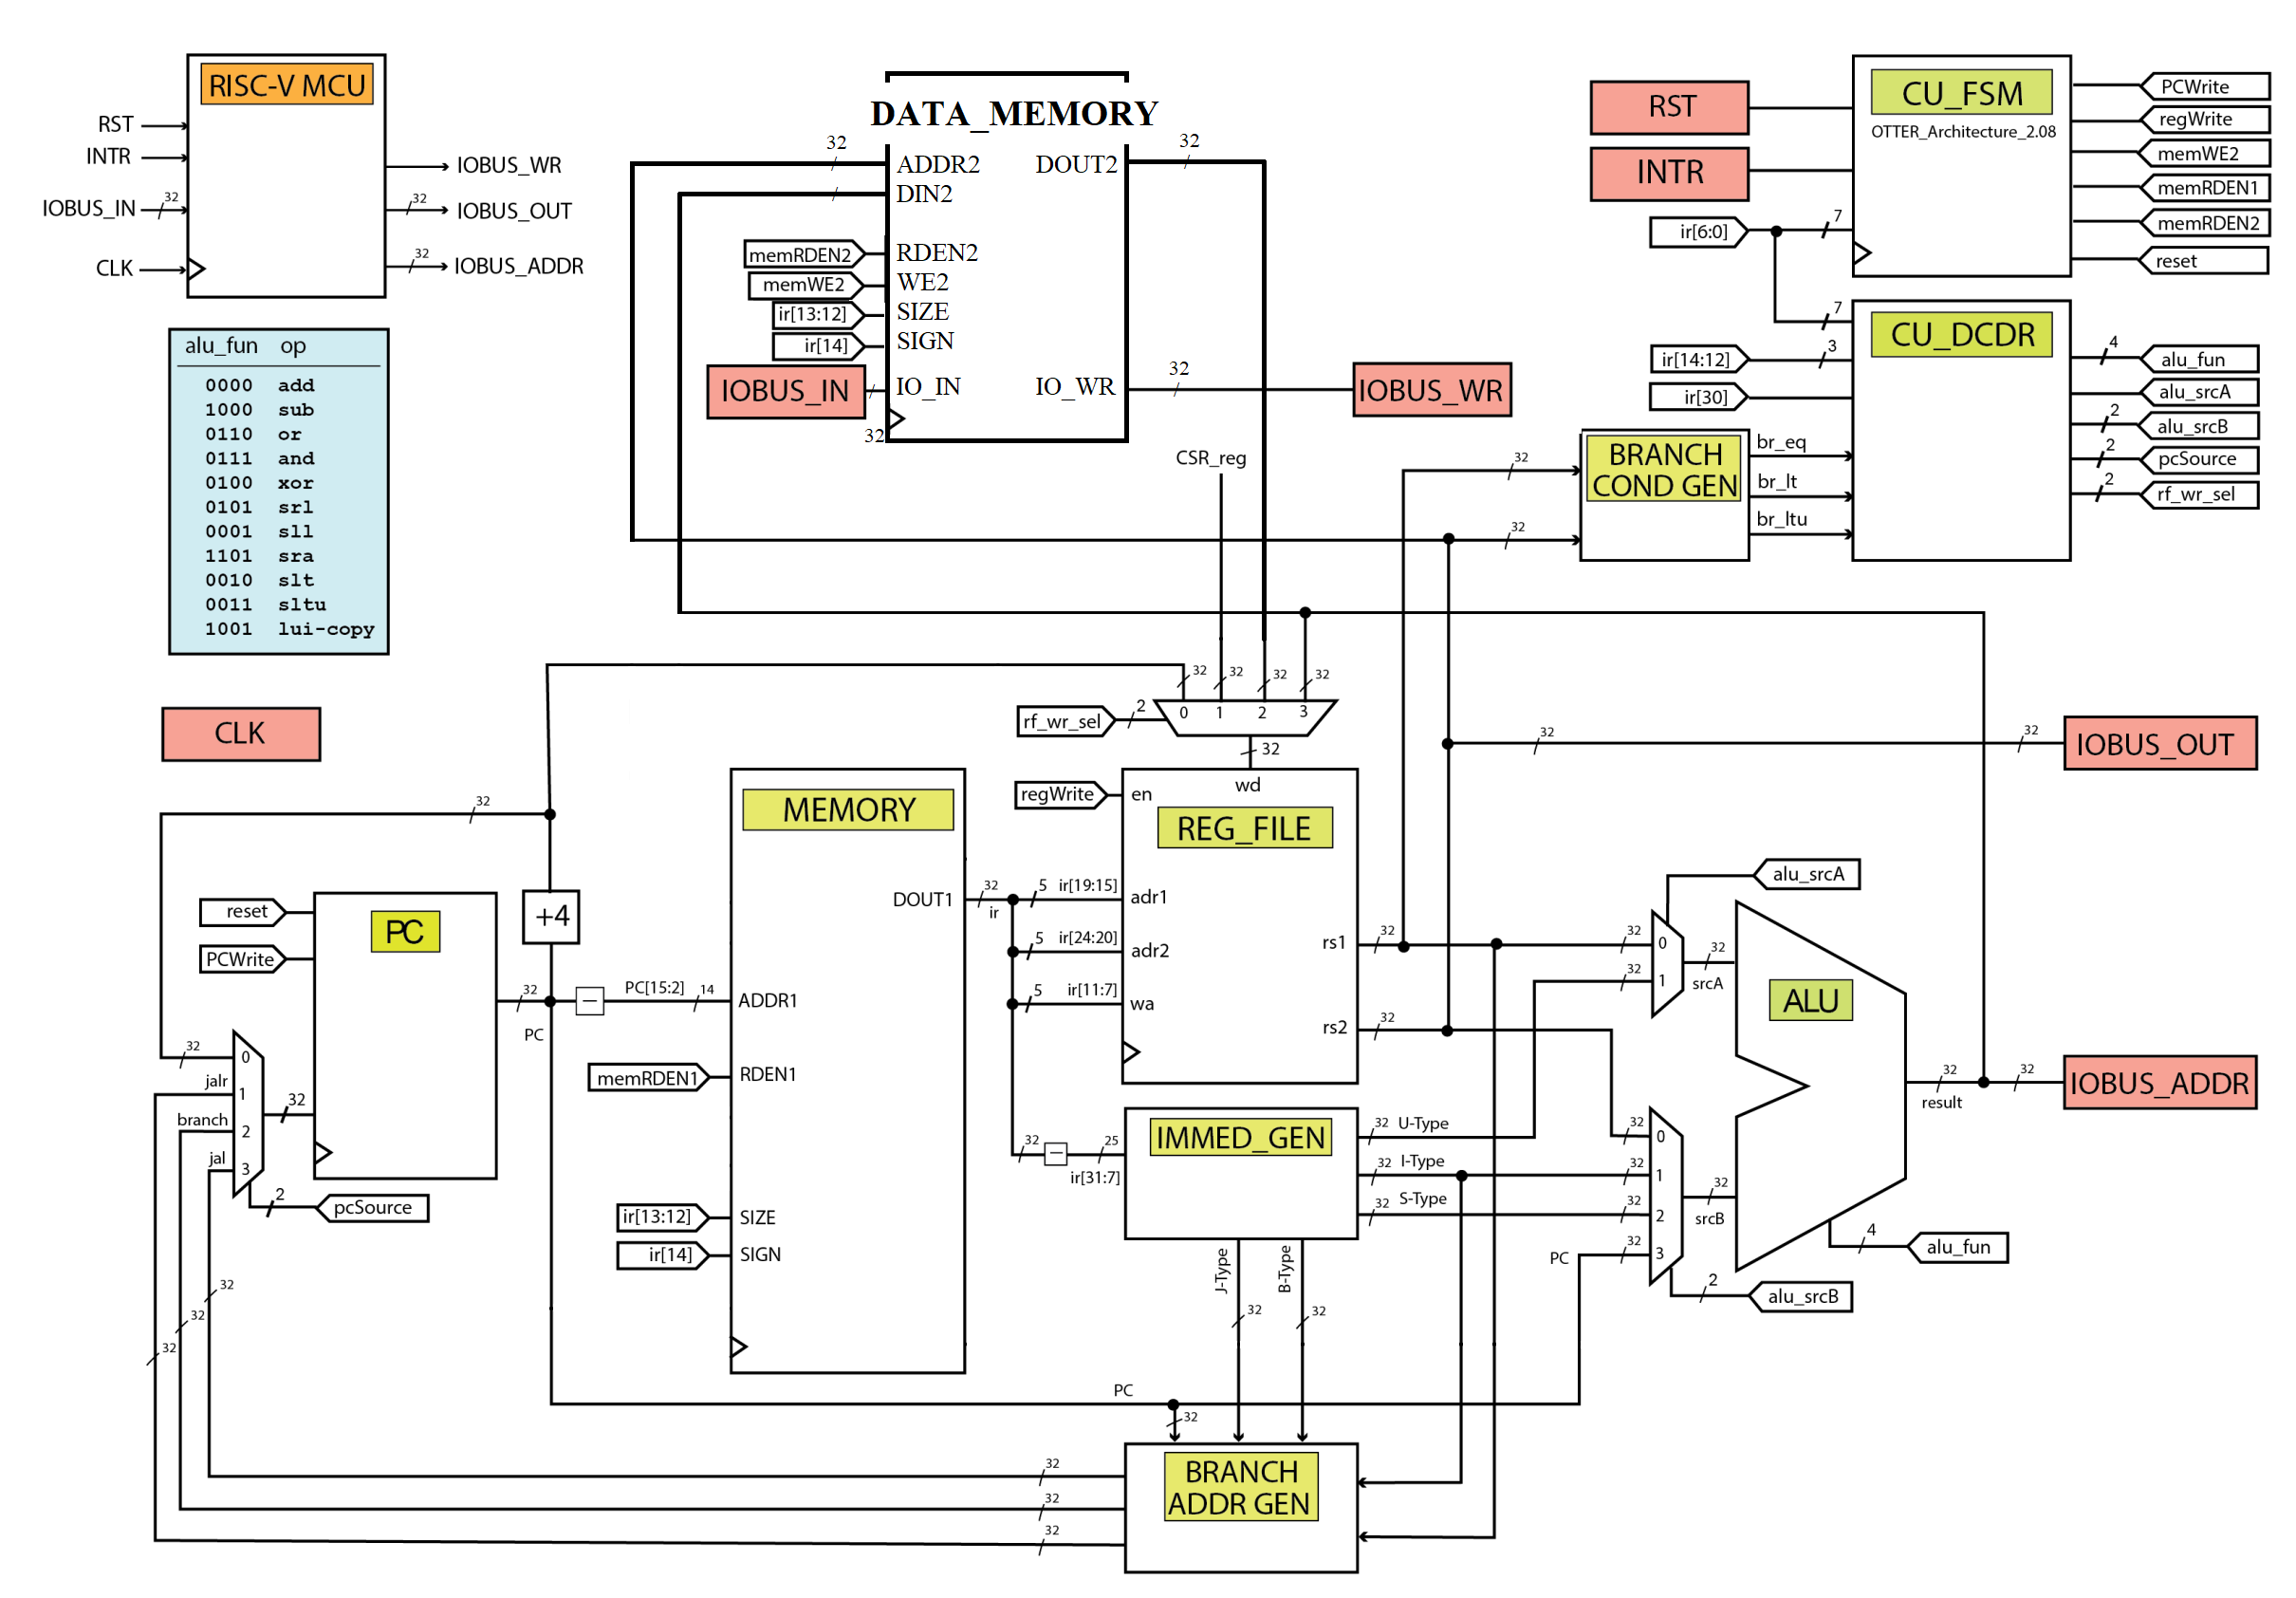 RISC-V MCU
RST
INTR
32
IOBUS_IN
CLK
IOBUS_WR
32
IOBUS_OUT
32
IOBUS_ADDR
alu_fun op
0000 add
1000 sub
0110 or
0111 and
0100 xor
0101 srl
0001 sll
1101 sra
0010 slt
0011 sltu
1001 lui-copy
CLK
DATA_MEMORY
32
ADDR2
DIN2
RDEN2
WE2
SIZE
SIGN
IO_IN
DOUT2
32
IO_WR
32
memRDEN2
memWE2
ir[13:12]
ir[14]
IOBUS_IN
32
IOBUS_WR
CSR_reg
RST
INTR
ir[6:0]
7
CU_FSM
OTTER_Architecture_2.08
PCWrite
regWrite
memWE2
memRDEN1
memRDEN2
reset
7
ir[14:12]
3
ir[30]
CU_DCDR
4
alu_fun
alu_srcA
2
alu_srcB
2
pcSource
2
rf_wr_sel
32
32
BRANCH
COND GEN
br_eq
br_lt
br_ltu
32
32
32
32
rf_wr_sel
2
0
1
2
3
32
32
32
IOBUS_OUT
32
reset
PCWrite
PC
+4
32
PC
PC[15:2]
14
32
jalr
branch
jal
0
1
2
3
32
2
pcSource
32
32
32
MEMORY
DOUT1
ADDR1
RDEN1
SIZE
SIGN
memRDEN1
ir[13:12]
ir[14]
32
ir
5 ir[19:15]
5 ir[24:20]
5 ir[11:7]
regWrite
en
wd
REG_FILE
adr1
adr2
wa
rs1
rs2
32
32
32
25
ir[31:7]
IMMED_GEN
32 U-Type
32 I-Type
32 S-Type
J-Type
B-Type
32
32
PC
32
BRANCH
ADDR GEN
32
32
32
alu_srcA
32
32
0
1
32
srcA
ALU
32
32
32
32
PC
0
1
2
3
32
srcB
2
alu_srcB
4
alu_fun
32
result
32
IOBUS_ADDR